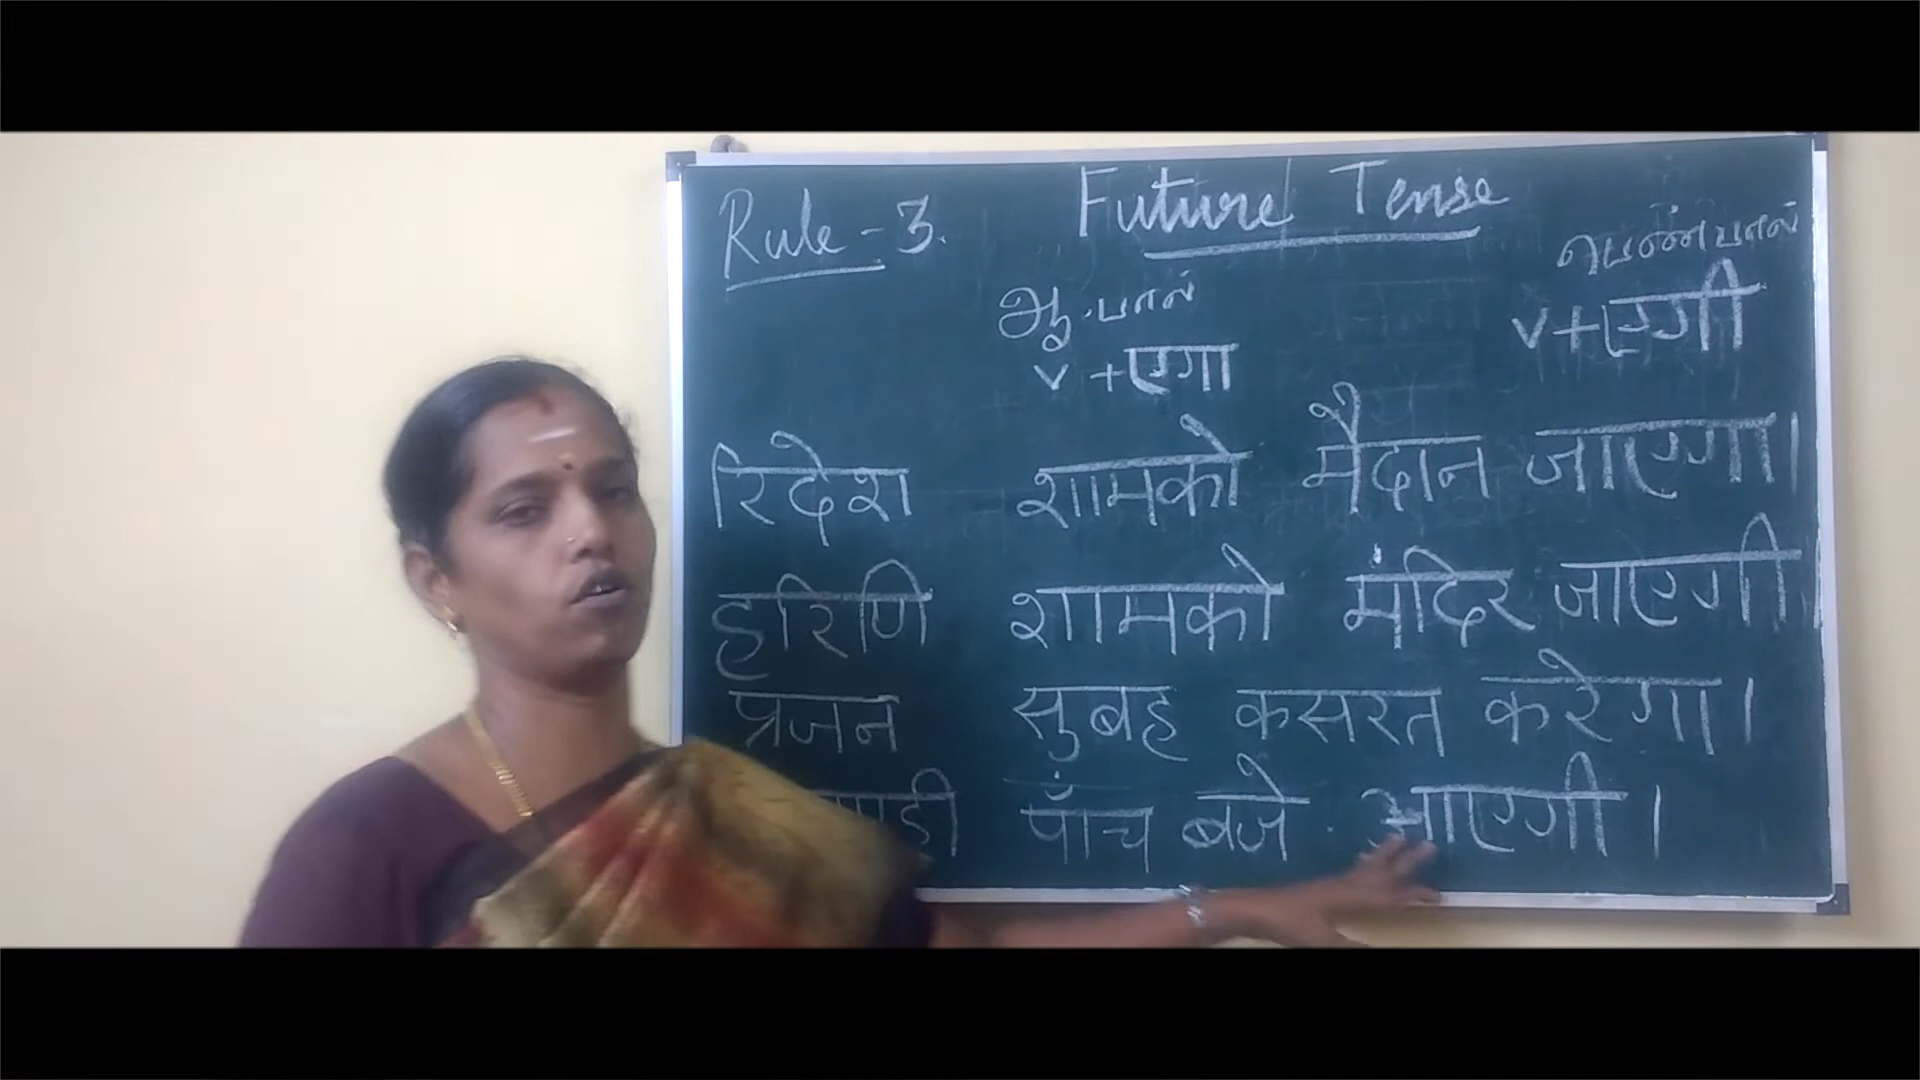 Rule - 3. Future Tense
ஆ.பால் பெண்பால்
v + एगा v + एगी
रिदेश शामको मैदान जाएगा।
हरिणि शामको मंदिर जाएगी।
प्रजन सुबह कसरत करेगा।
पाँच बजे आएगी।